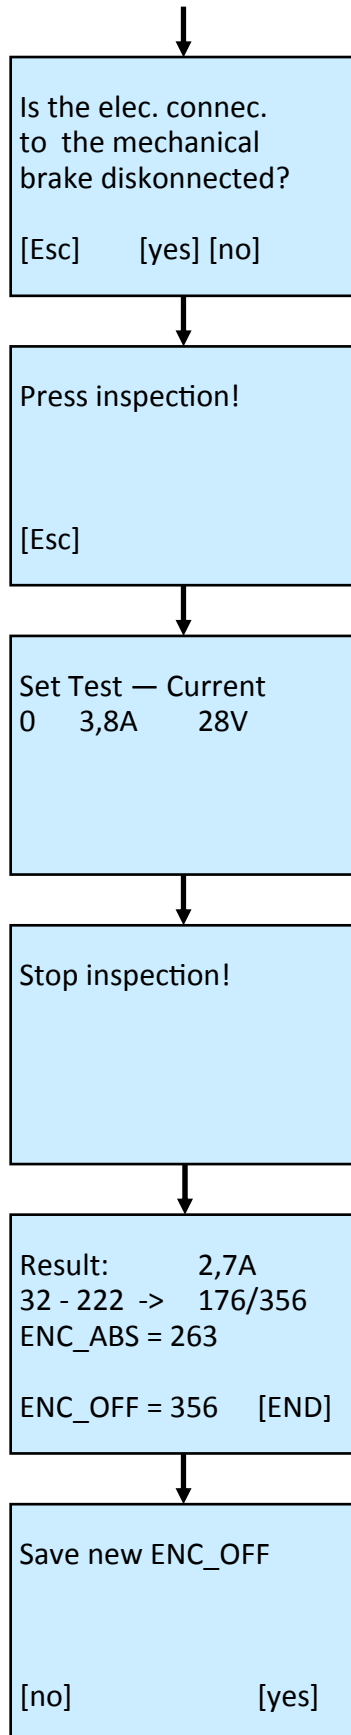 Is the elec. connec.
to the mechanical
brake diskonnected?
[Esc] [yes] [no]
Press inspection!
[Esc]
Set Test — Current
0 3,8A 28V
Stop inspection!
Result: 2,7A
32 - 222 -> 176/356
ENC_ABS = 263
ENC_OFF = 356 [END]
Save new ENC_OFF
[no] [yes]